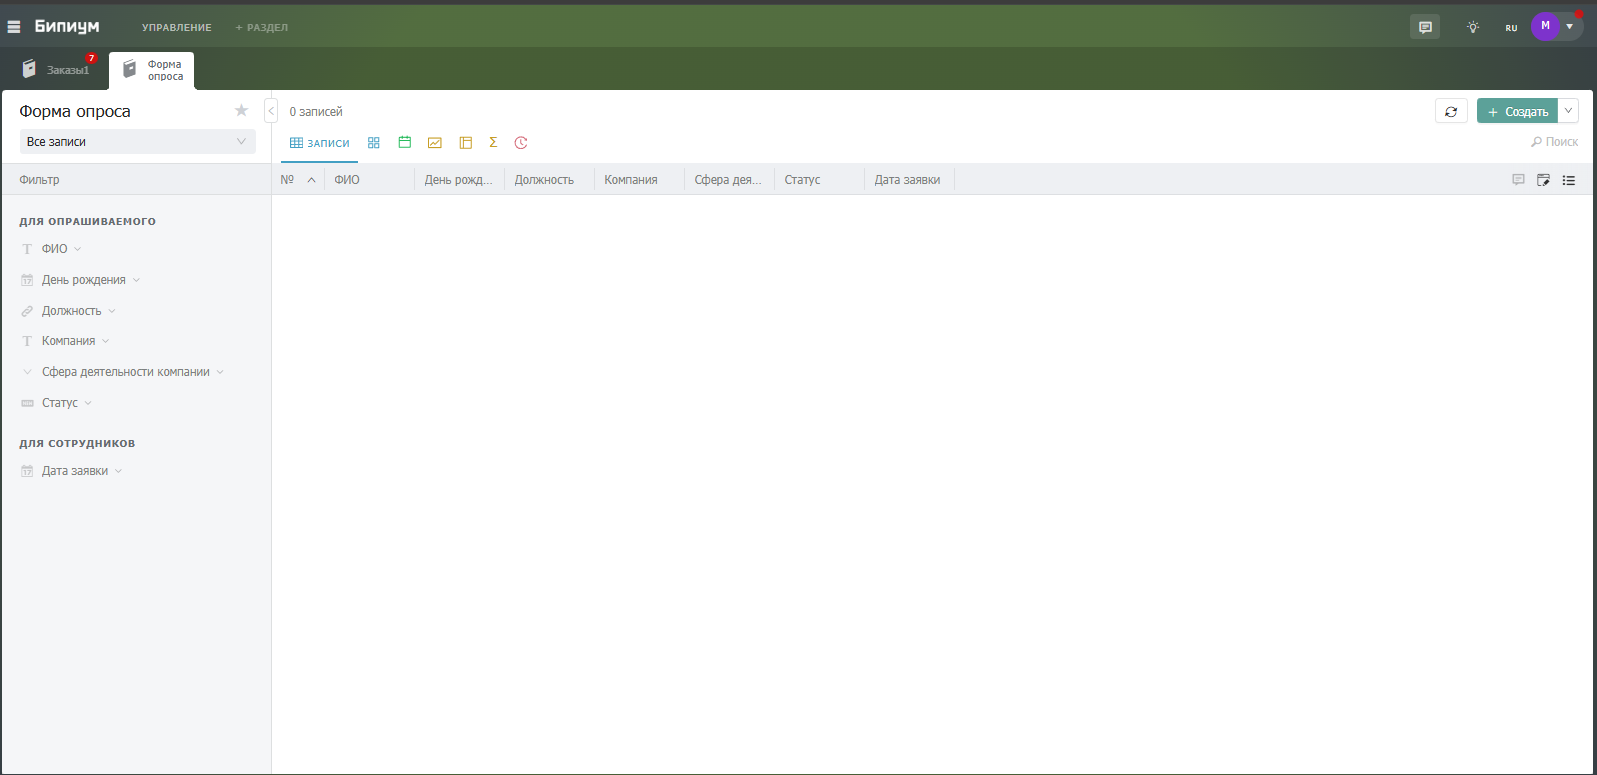 Бипиум
УПРАВЛЕНИЕ
+ РАЗДЕЛ
RU
M
Заказы1
7
Форма
опроса
Форма опроса
Все записи
Фильтр
ДЛЯ ОПРАШИВАЕМОГО
ФИО
День рождения
Должность
Компания
Сфера деятельности компании
Статус
ДЛЯ СОТРУДНИКОВ
Дата заявки
0 записей
+ Создать
ЗАПИСИ
Σ
Поиск
№
ФИО
День рожд...
Должность
Компания
Сфера дея...
Статус
Дата заявки